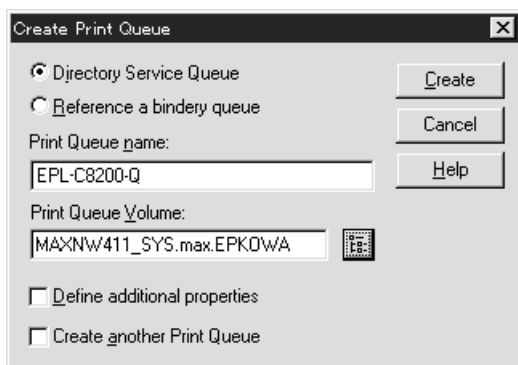 Create Print Queue
Directory Service Queue
Reference a bindery queue
Print Queue name:
EPL-C8200-Q
Print Queue Volume:
MAXNW411_SYS.max.EPKOWA
Define additional properties
Create another Print Queue
Create
Cancel
Help